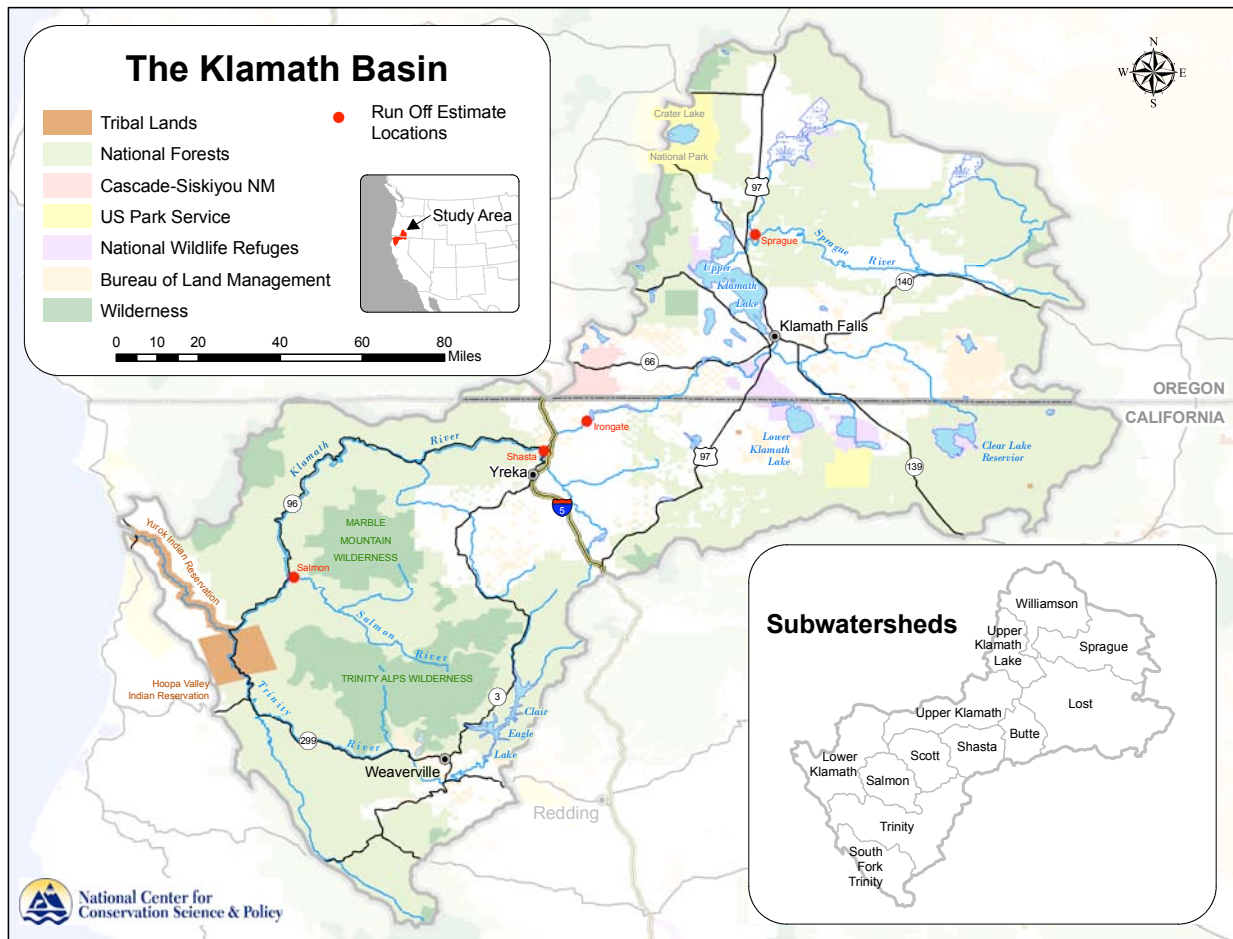 The Klamath Basin
Tribal Lands
National Forests
Cascade-Siskiyou NM
US Park Service
National Wildlife Refuges
Bureau of Land Management
Wilderness
Run Off Estimate
Locations
Study Area
0
20
40
60
80
Miles
N
W
E
S
Crater Lake
National Park
97
Sprague
Sprague
River
Upper
Klamath
Lake
140
Klamath Falls
66
OREGON
CALIFORNIA
Irongate
Klamath
River
Shasta
Yreka
97
Lower
Klamath
Lake
Clear Lake
Reservior
139
96
5
MARBLE
MOUNTAIN
WILDERNESS
Yurok Indian Reservation
Salmon
Salmon
River
Hoopa Valley
Indian Reservation
TRINITY ALPS WILDERNESS
Trinity
River
299
3
Clair
Eagle
Lake
Weaverville
Redding
Subwatersheds
Williamson
Upper
Klamath
Lake
Sprague
Lost
Upper Klamath
Butte
Shasta
Scott
Lower
Klamath
Salmon
Trinity
South
Fork
Trinity
National Center for
Conservation Science & Policy